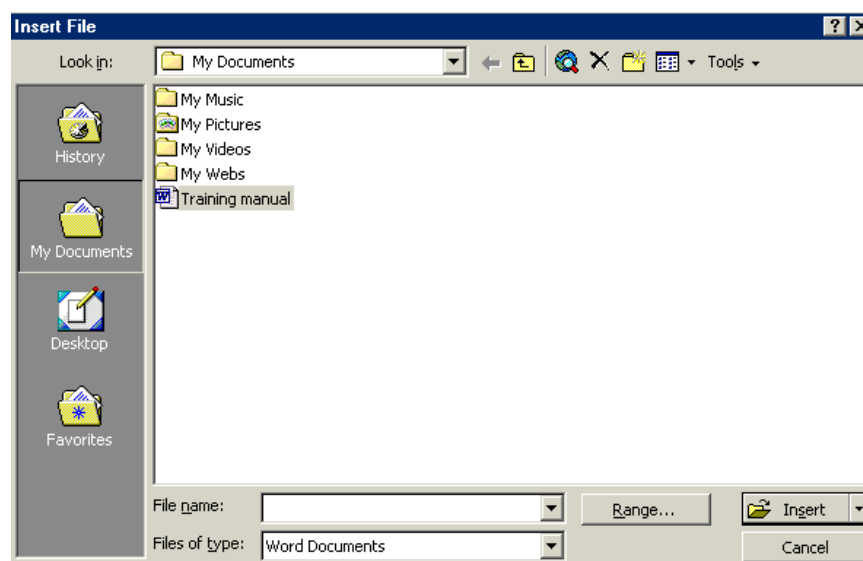 Insert File
Look in:
My Documents
Tools
History
My Documents
Desktop
Favorites
My Music
My Pictures
My Videos
My Webs
Training manual
File name:
Range...
Insert
Files of type:
Word Documents
Cancel